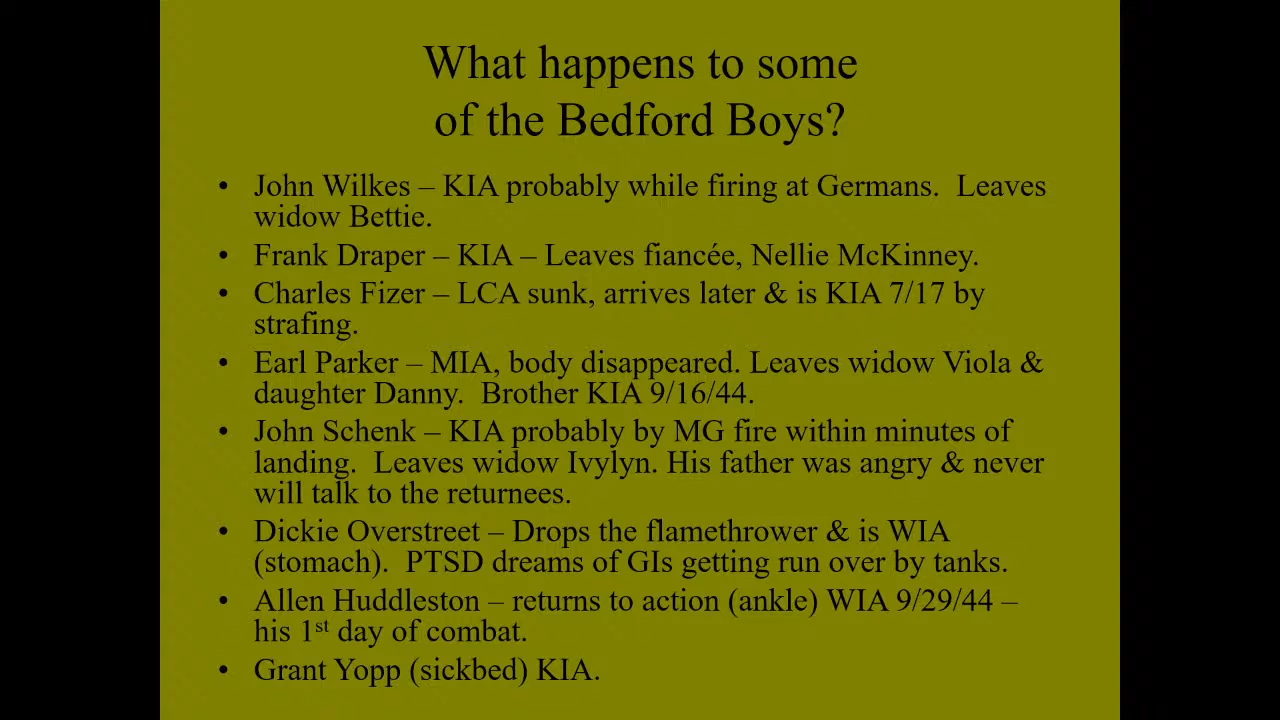 What happens to some
of the Bedford Boys?
• John Wilkes – KIA probably while firing at Germans.  Leaves
widow Bettie.
• Frank Draper – KIA – Leaves fiancée, Nellie McKinney.
• Charles Fizer – LCA sunk, arrives later & is KIA 7/17 by
strafing.
• Earl Parker – MIA, body disappeared. Leaves widow Viola &
daughter Danny.  Brother KIA 9/16/44.
• John Schenk – KIA probably by MG fire within minutes of
landing.  Leaves widow Ivylyn. His father was angry & never
will talk to the returnees.
• Dickie Overstreet – Drops the flamethrower & is WIA
(stomach).  PTSD dreams of GIs getting run over by tanks.
• Allen Huddleston – returns to action (ankle) WIA 9/29/44 –
his 1st day of combat.
• Grant Yopp (sickbed) KIA.